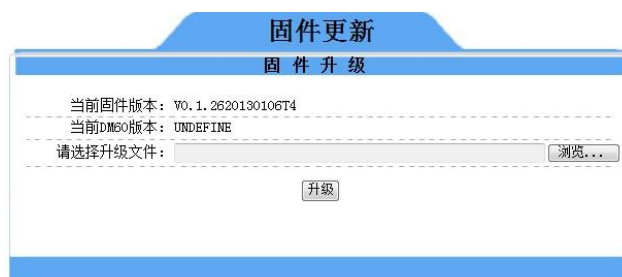 固件更新
固件升级
当前固件版本: V0.1.2620130106T4
当前DM60版本: UNDEFINE
请选择升级文件: 浏览...
升级